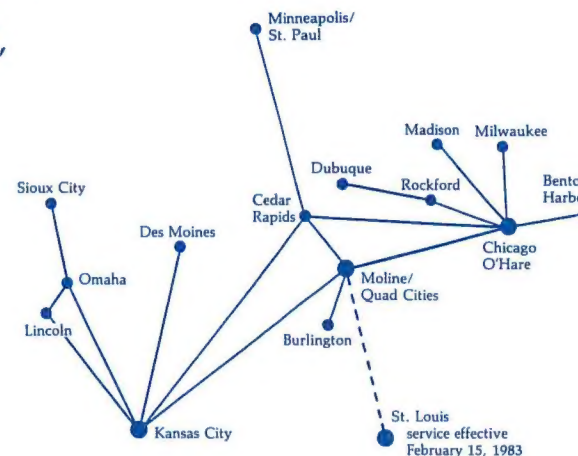 Minneapolis/
St. Paul
Madison
Milwaukee
Dubuque
Rockford
Sioux City
Cedar
Rapids
Des Moines
Chicago
O'Hare
Omaha
Moline/
Quad Cities
Lincoln
Burlington
Kansas City
St. Louis
service effective
February 15, 1983